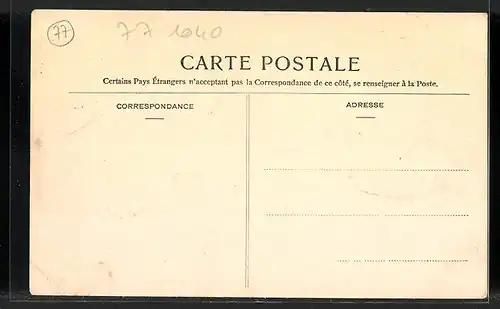 77
77 1040
CARTE POSTALE
Certains Pays Étrangers n'acceptant pas la Correspondance de ce côté, se renseigner à la Poste.
CORRESPONDANCE
ADRESSE